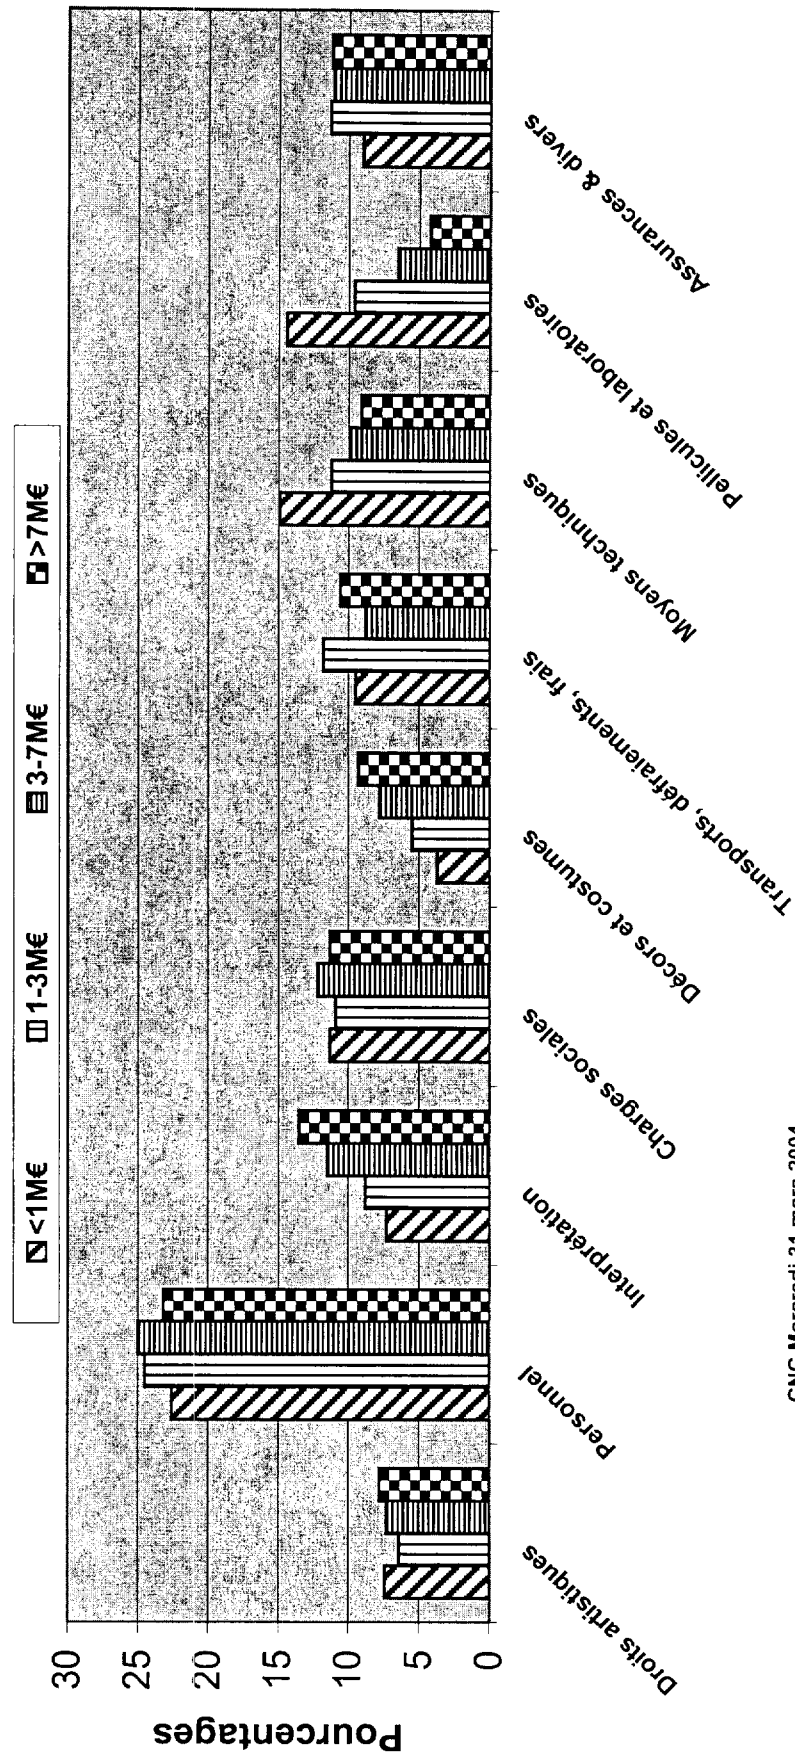 <1M€ 1-3M€ 3-7M€ >7M€
Pourcentages
30
25
20
15
10
5
0
Droits artistiques
Personnel
Interprétation
Charges sociales
Décors et costumes
Transports, défraiements, frais
Moyens techniques
Pellicules et laboratoires
Assurances & divers
CNC Mercredi 31 mars 2004